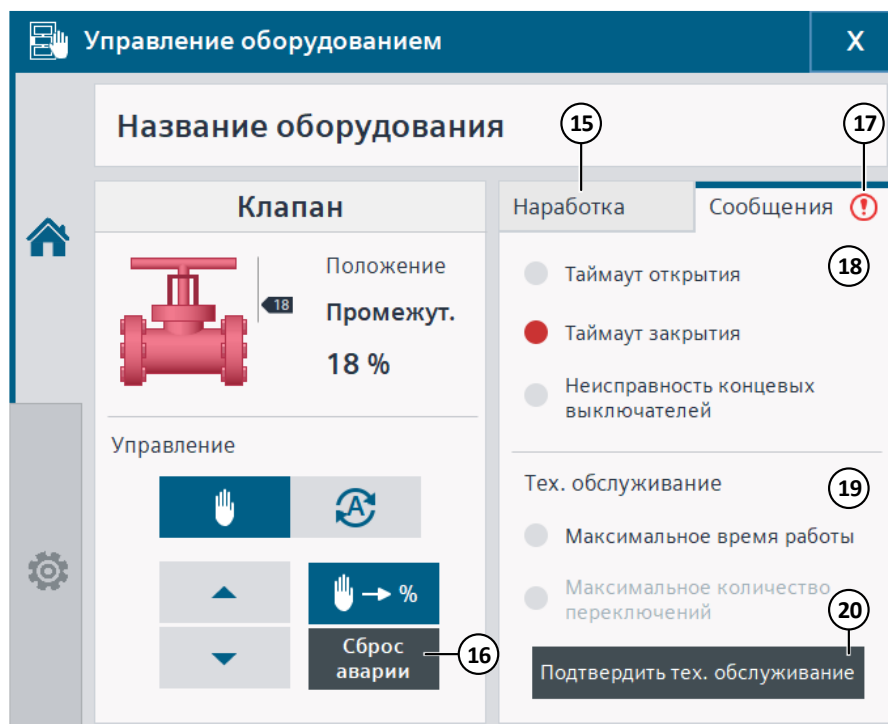 Управление оборудованием
X
Название оборудования
15
17
Клапан
Наработка
Сообщения
Положение
18
Промежут.
18 %
18
Таймаут открытия
Таймаут закрытия
Неисправность концевых
выключателей
Управление
A
%
Сброс
аварии
16
Тех. обслуживание
19
Максимальное время работы
Максимальное количество
переключений
20
Подтвердить тех. обслуживание